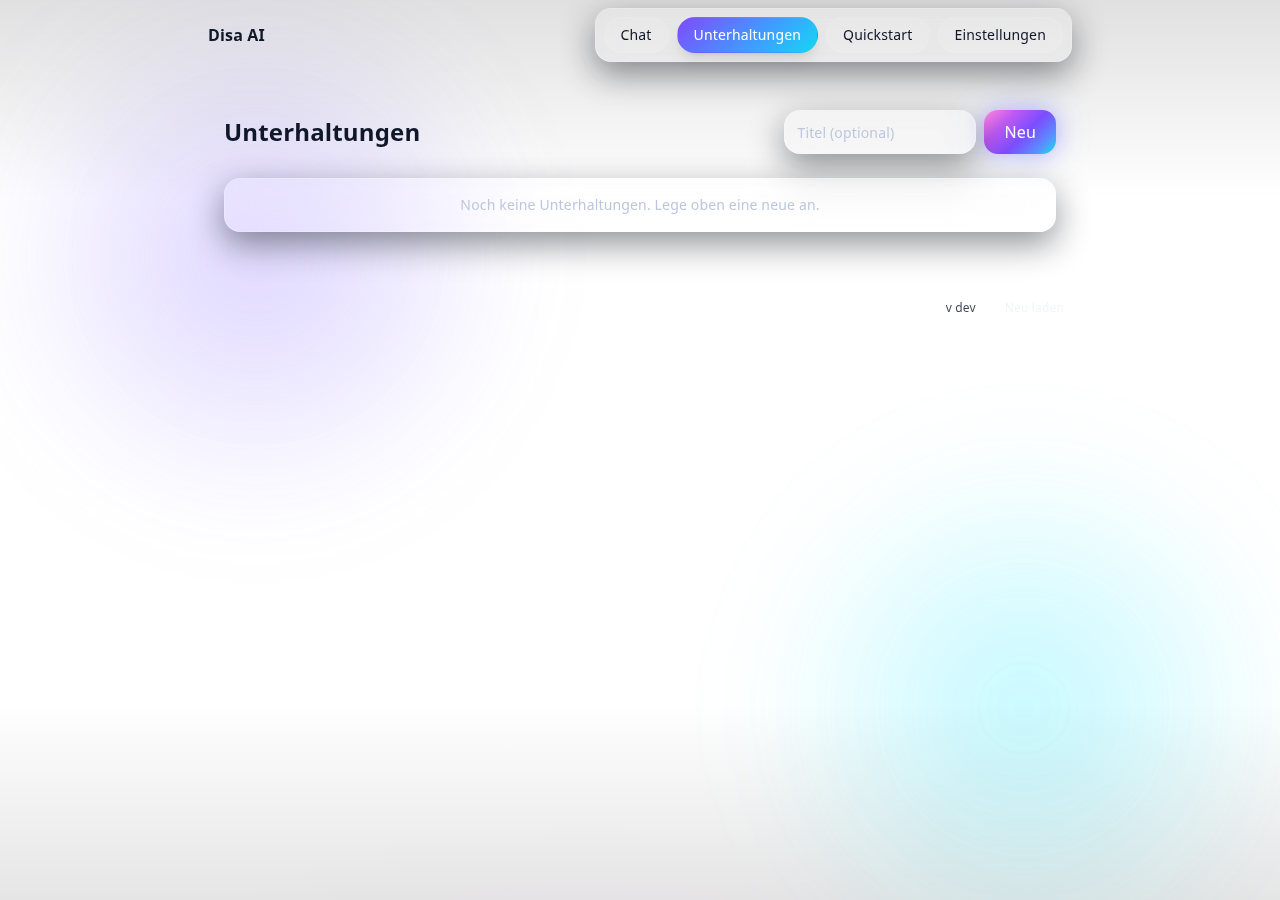 Disa AI
Chat
Unterhaltungen
Quickstart
Einstellungen
Unterhaltungen
Titel (optional)
Neu
Noch keine Unterhaltungen. Lege oben eine neue an.
v dev
Neu laden